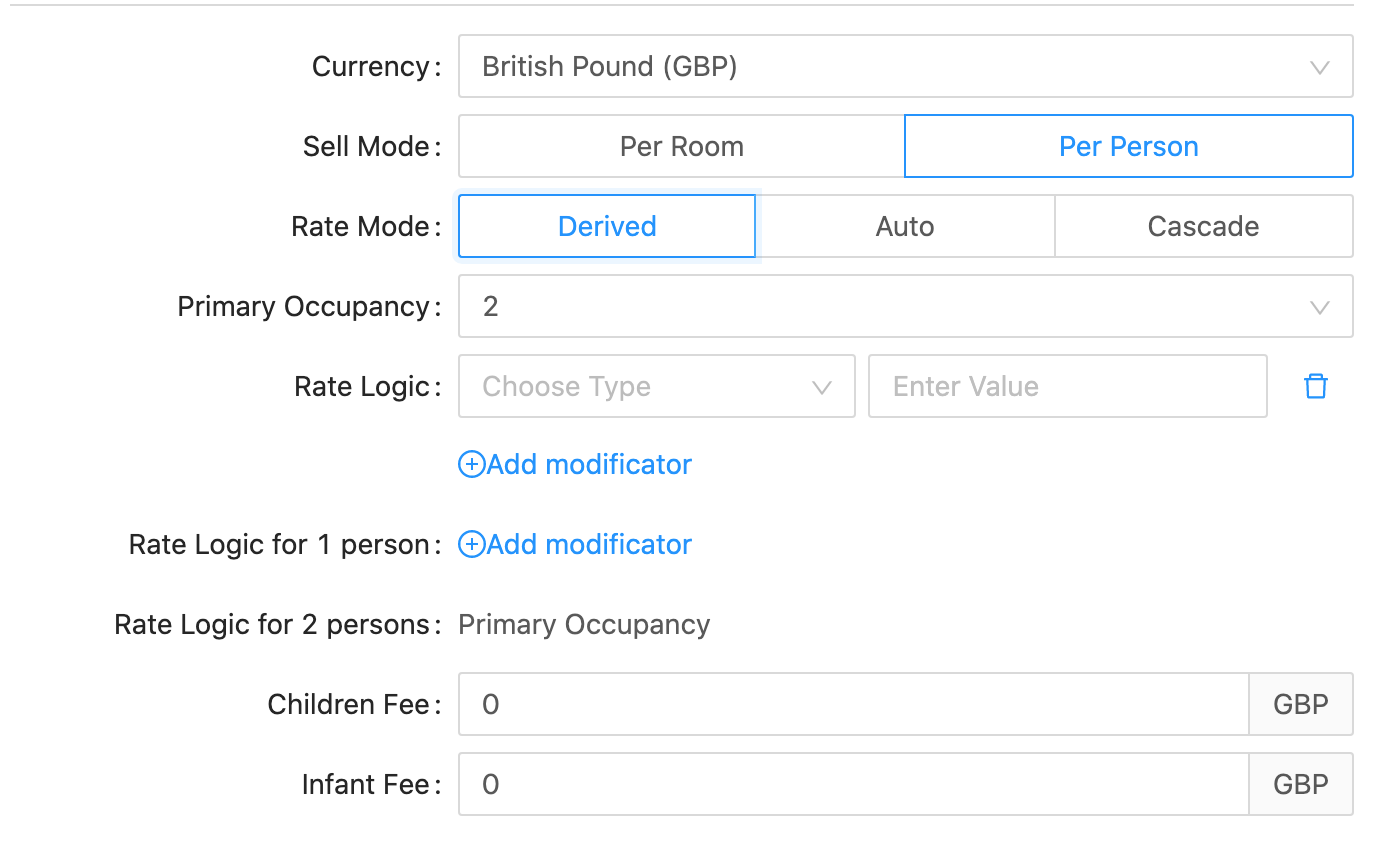 Currency: British Pound (GBP)
Sell Mode: Per Room Per Person
Rate Mode: Derived Auto Cascade
Primary Occupancy: 2
Rate Logic: Choose Type Enter Value
Add modificator
Rate Logic for 1 person: Add modificator
Rate Logic for 2 persons: Primary Occupancy
Children Fee: 0 GBP
Infant Fee: 0 GBP